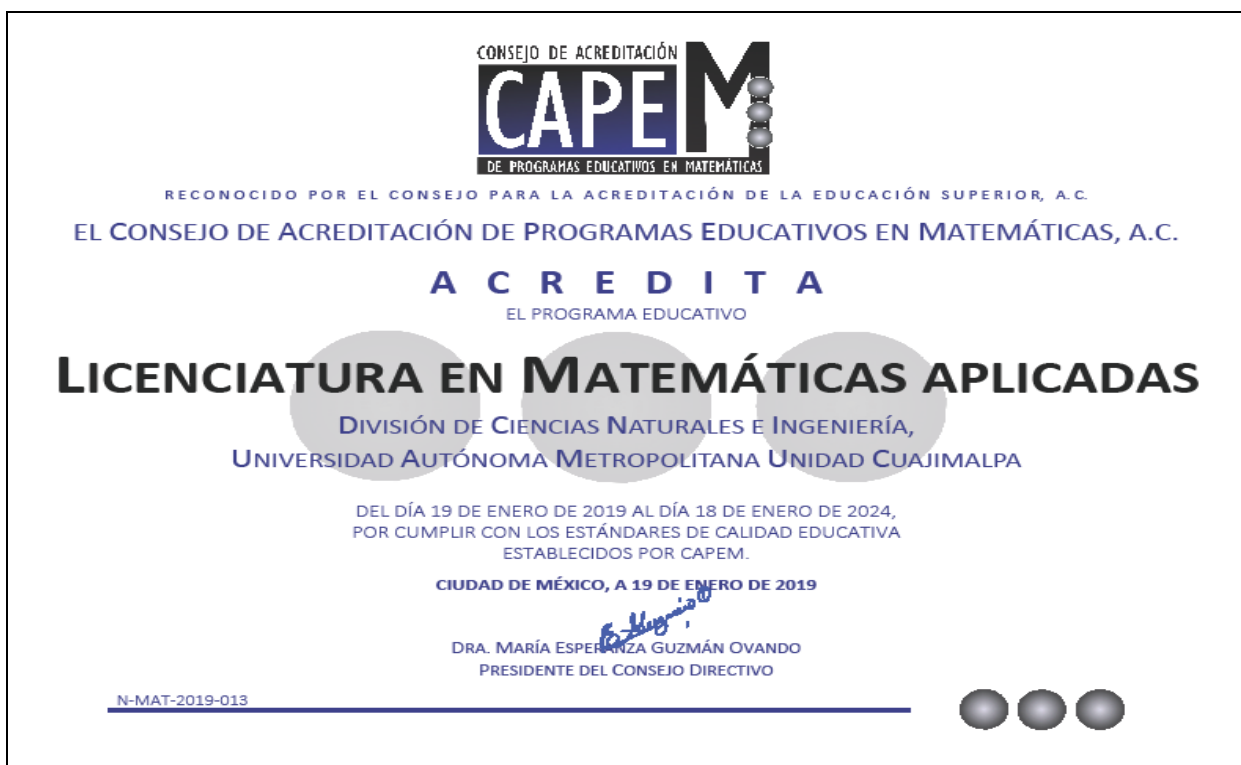 CONSEJO DE ACREDITACIÓN
CAPEM
DE PROGRAMAS EDUCATIVOS EN MATEMÁTICAS
RECONOCIDO POR EL CONSEJO PARA LA ACREDITACIÓN DE LA EDUCACIÓN SUPERIOR, A.C.
EL CONSEJO DE ACREDITACIÓN DE PROGRAMAS EDUCATIVOS EN MATEMÁTICAS, A.C.
ACREDITA
EL PROGRAMA EDUCATIVO
LICENCIATURA EN MATEMÁTICAS APLICADAS
DIVISIÓN DE CIENCIAS NATURALES E INGENIERÍA,
UNIVERSIDAD AUTÓNOMA METROPOLITANA UNIDAD CUAJIMALPA
DEL DÍA 19 DE ENERO DE 2019 AL DÍA 18 DE ENERO DE 2024,
POR CUMPLIR CON LOS ESTÁNDARES DE CALIDAD EDUCATIVA
ESTABLECIDOS POR CAPEM.
CIUDAD DE MÉXICO, A 19 DE ENERO DE 2019
DRA. MARÍA ESPERANZA GUZMÁN OVANDO
PRESIDENTE DEL CONSEJO DIRECTIVO
N-MAT-2019-013